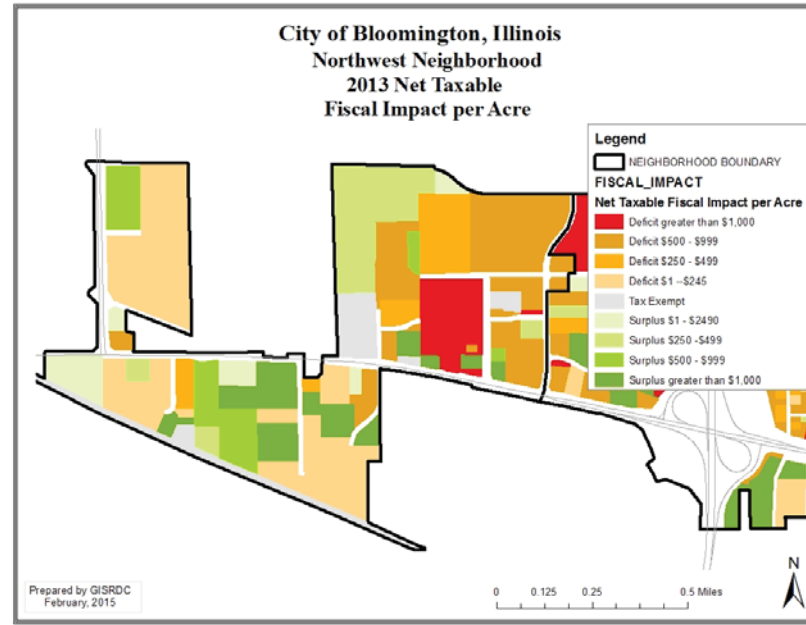 City of Bloomington, Illinois
Northwest Neighborhood
2013 Net Taxable
Fiscal Impact per Acre
Legend
NEIGHBORHOOD BOUNDARY
FISCAL_IMPACT
Net Taxable Fiscal Impact per Acre
Deficit greater than $1,000
Deficit $500 - $999
Deficit $250 - $499
Deficit $1 --$245
Tax Exempt
Surplus $1 - $2490
Surplus $250 -$499
Surplus $500 - $999
Surplus greater than $1,000
Prepared by GISRDC
February, 2015
0 0.125 0.25 0.5 Miles
N